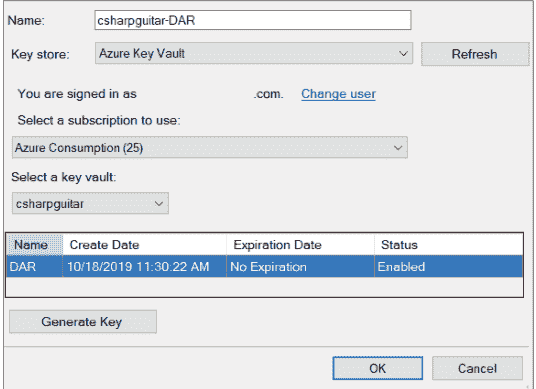 Name: csharpguitar-DAR
Key store: Azure Key Vault Refresh
You are signed in as .com. Change user
Select a subscription to use:
Azure Consumption (25)
Select a key vault:
csharpguitar
Name Create Date Expiration Date Status
DAR 10/18/2019 11:30:22 AM No Expiration Enabled
Generate Key
OK Cancel